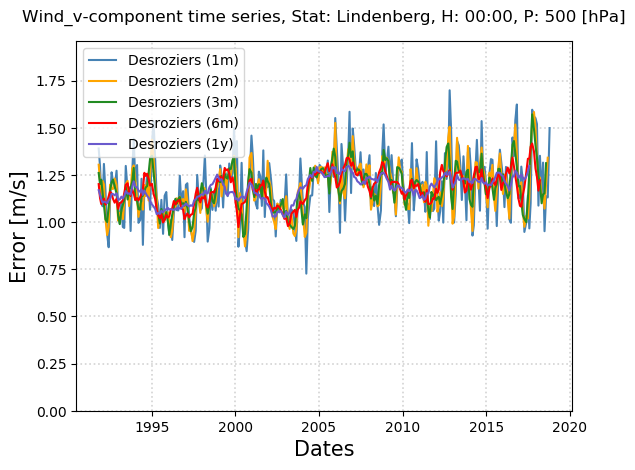 Wind_v-component time series, Stat: Lindenberg, H: 00:00, P: 500 [hPa]
Desroziers (1m)
Desroziers (2m)
Desroziers (3m)
Desroziers (6m)
Desroziers (1y)
Error [m/s]
1.75
1.50
1.25
1.00
0.75
0.50
0.25
0.00
1995 2000 2005 2010 2015 2020
Dates